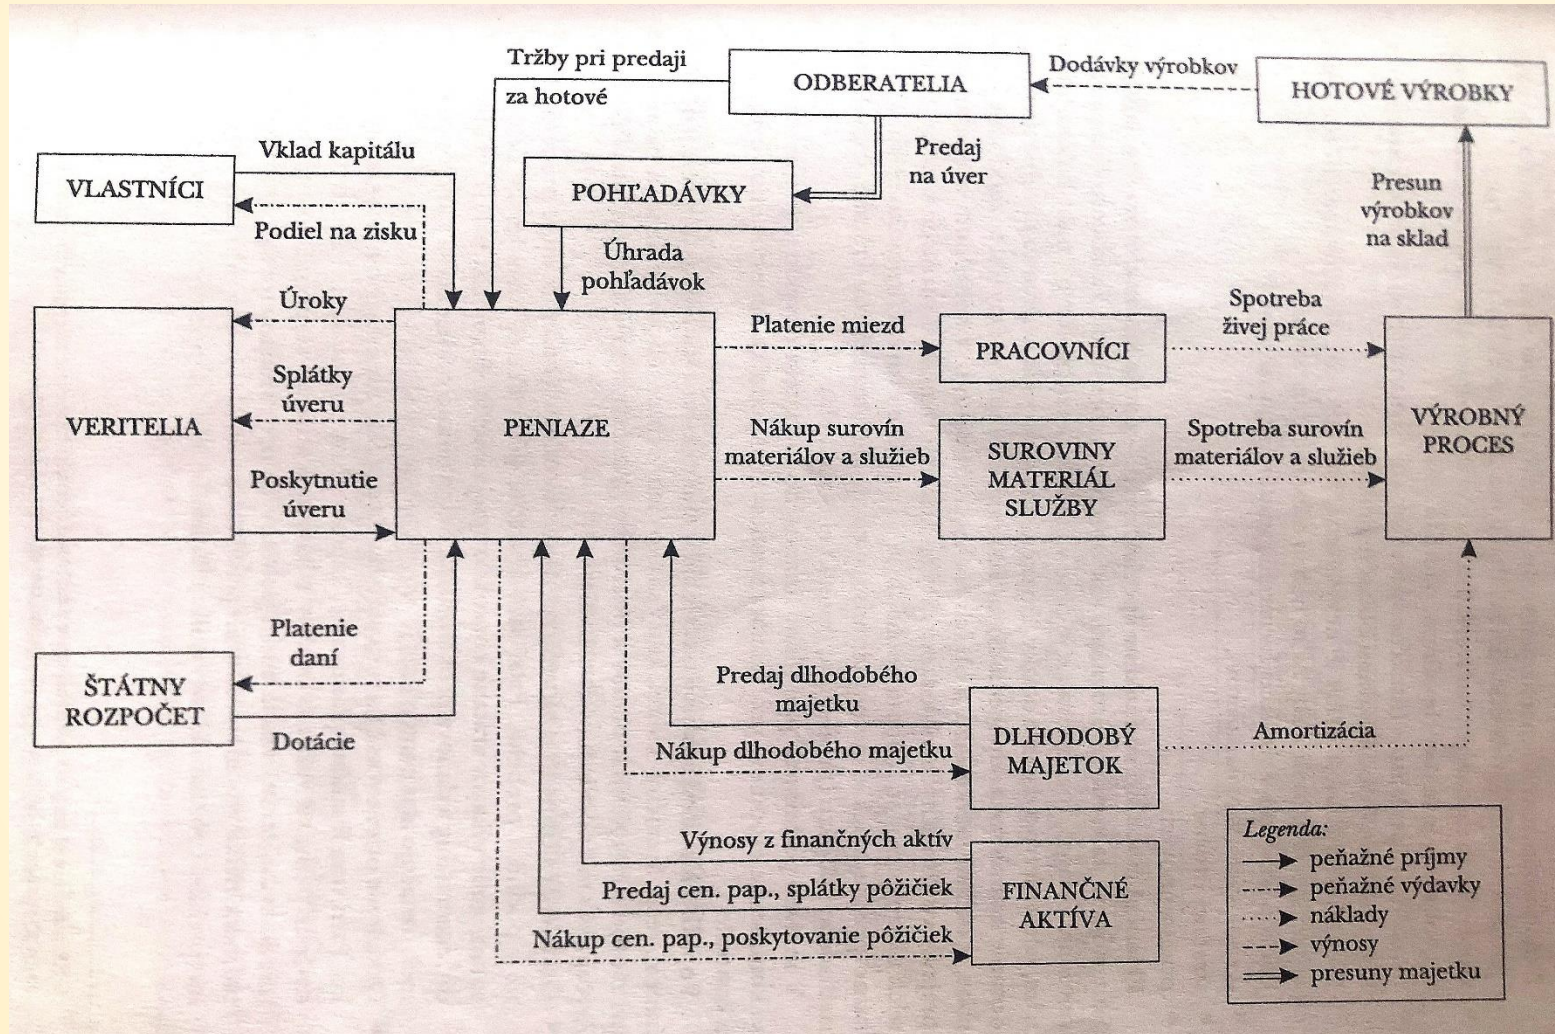 Tržby pri predaji
za hotové
ODBERATELIA
Dodávky výrobkov
HOTOVÉ VÝROBKY
Vklad kapitálu
VLASTNÍCI
Podiel na zisku
POHĽADÁVKY
Predaj
na úver
Presun
výrobkov
na sklad
Úhrada
pohľadávok
Úroky
Splátky
úveru
VERITELIA
Poskytnutie
úveru
PENIAZE
Platenie miezd
PRACOVNÍCI
Spotreba
živej práce
Nákup surovín
materiálov a služieb
SUROVINY
MATERIÁL
SLUŽBY
Spotreba surovín
materiálov a služieb
VÝROBNÝ
PROCES
Platenie
daní
ŠTÁTNY
ROZPOČET
Dotácie
Predaj dlhodobého
majetku
Nákup dlhodobého majetku
DLHODOBÝ
MAJETOK
Amortizácia
Výnosy z finančných aktív
Predaj cen. pap., splátky pôžičiek
Nákup cen. pap., poskytovanie pôžičiek
FINANČNÉ
AKTÍVA
Legenda:
peňažné príjmy
peňažné výdavky
náklady
výnosy
presuny majetku